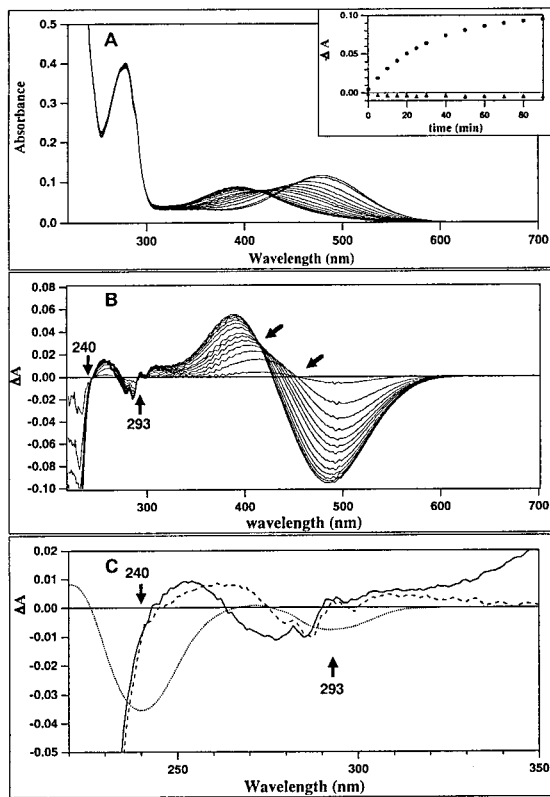 A
0.5
0.4
0.3
0.2
0.1
0.0
Absorbance
300 400 500 600 700
Wavelength (nm)
0.10
0.05
0.00
ΔA
0 20 40 60 80
time (min)
B
0.08
0.06
0.04
0.02
0.00
-0.02
-0.04
-0.06
-0.08
-0.10
ΔA
240
293
300 400 500 600 700
wavelength (nm)
C
0.02
0.01
0.00
-0.01
-0.02
-0.03
-0.04
-0.05
ΔA
240
293
250 300 350
Wavelength (nm)